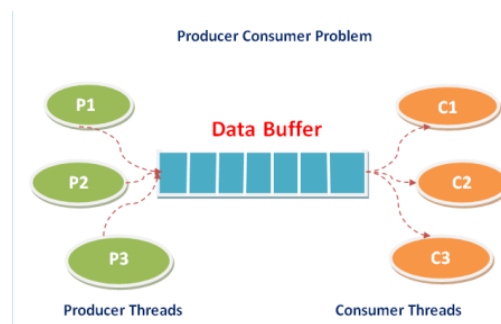 Producer Consumer Problem
P1
C1
Data Buffer
P2
C2
P3
C3
Producer Threads
Consumer Threads